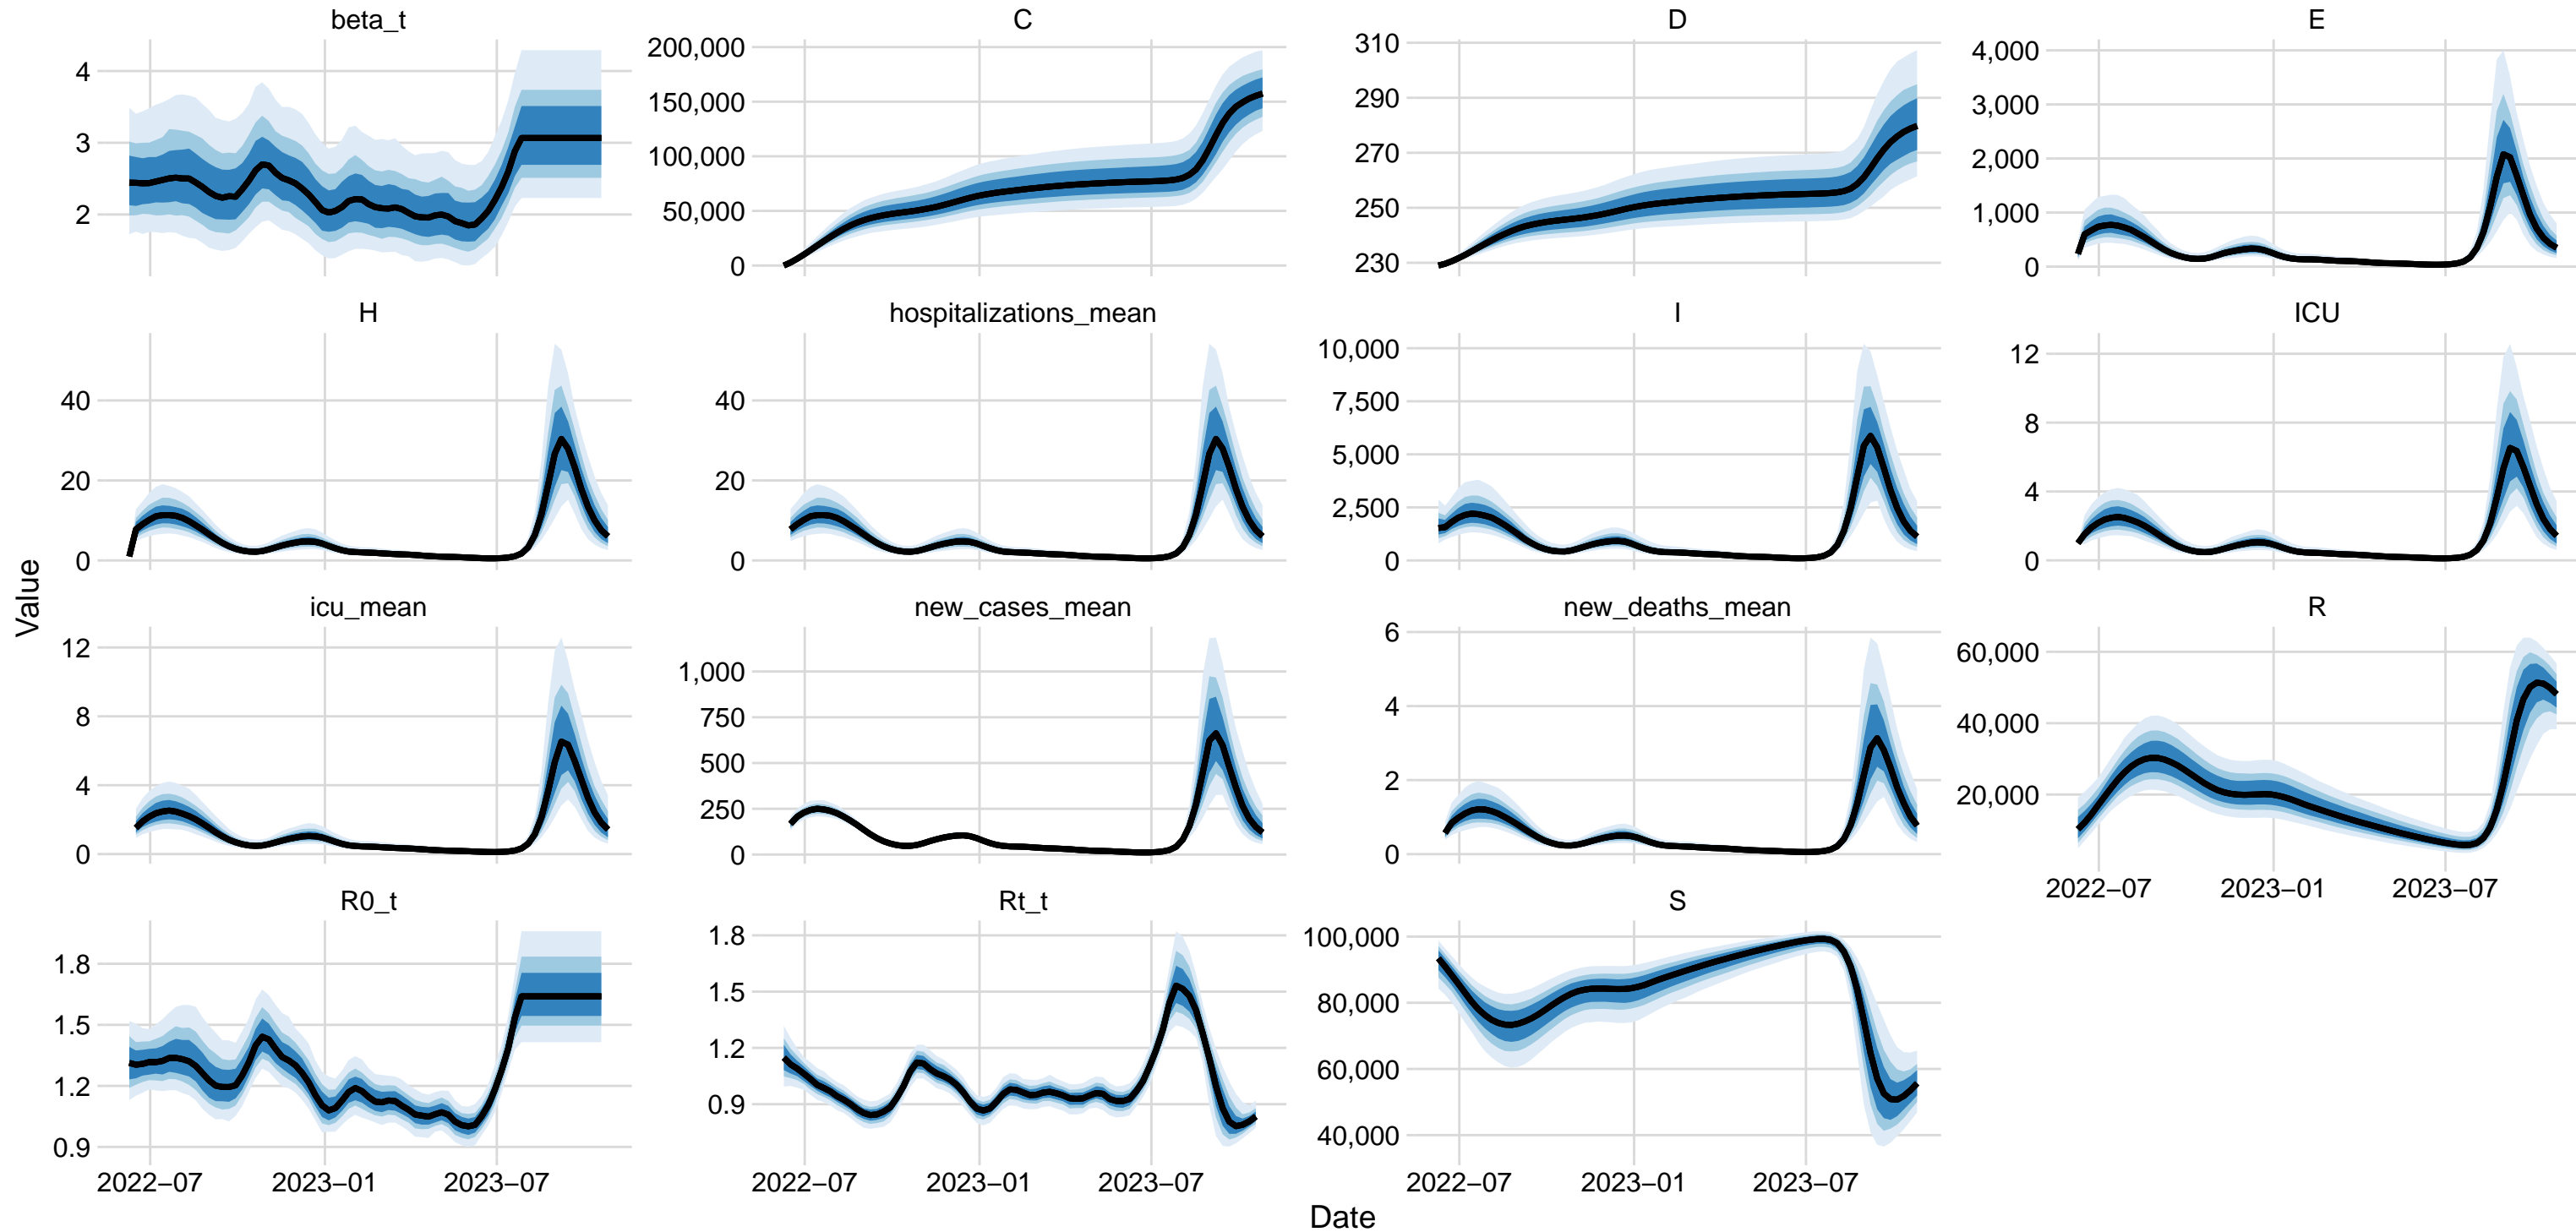 beta_t
C
D
E
4
3
2
200,000
150,000
100,000
50,000
0
310
290
270
250
230
4,000
3,000
2,000
1,000
0
H
hospitalizations_mean
I
ICU
40
20
0
40
20
0
10,000
7,500
5,000
2,500
0
12
8
4
0
Value
icu_mean
new_cases_mean
new_deaths_mean
R
12
8
4
0
1,000
750
500
250
0
6
4
2
0
60,000
40,000
20,000
2022–07 2023–01 2023–07
R0_t
Rt_t
S
1.8
1.5
1.2
0.9
1.8
1.5
1.2
0.9
100,000
80,000
60,000
40,000
2022–07 2023–01 2023–07
2022–07 2023–01 2023–07
2022–07 2023–01 2023–07
Date